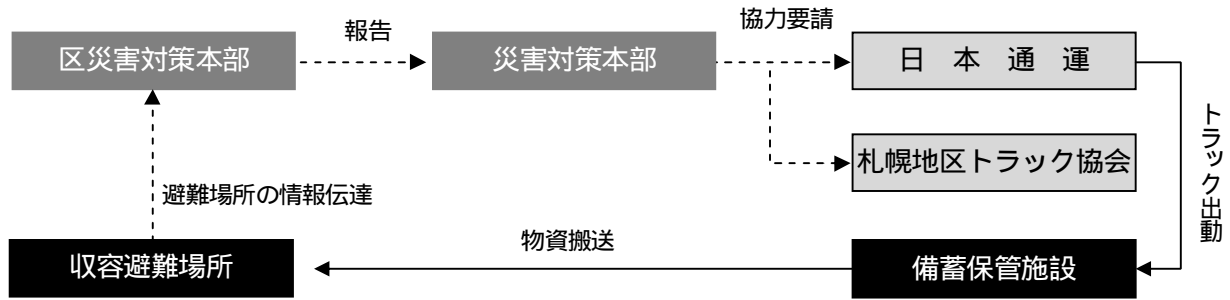 協力要請
報告
区災害対策本部
災害対策本部
日 本 通 運
トラック出動
札幌地区トラック協会
避難場所の情報伝達
物資搬送
収容避難場所
備蓄保管施設